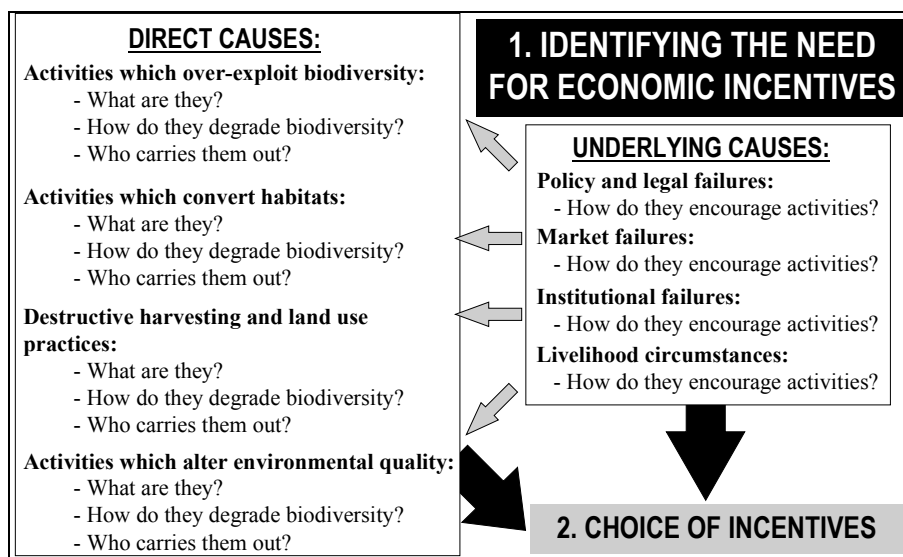 DIRECT CAUSES:
Activities which over-exploit biodiversity:
- What are they?
- How do they degrade biodiversity?
- Who carries them out?
Activities which convert habitats:
- What are they?
- How do they degrade biodiversity?
- Who carries them out?
Destructive harvesting and land use
practices:
- What are they?
- How do they degrade biodiversity?
- Who carries them out?
Activities which alter environmental quality:
- What are they?
- How do they degrade biodiversity?
- Who carries them out?
1. IDENTIFYING THE NEED
FOR ECONOMIC INCENTIVES
UNDERLYING CAUSES:
Policy and legal failures:
- How do they encourage activities?
Market failures:
- How do they encourage activities?
Institutional failures:
- How do they encourage activities?
Livelihood circumstances:
- How do they encourage activities?
2. CHOICE OF INCENTIVES